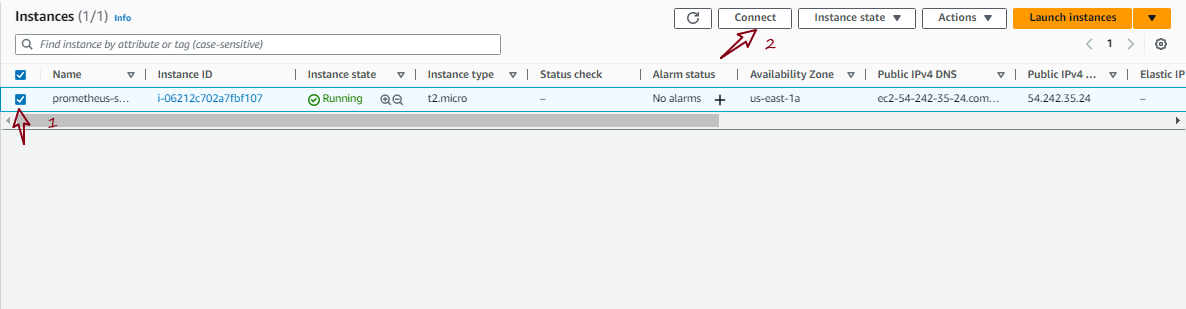 Instances (1/1) Info Connect Instance state Actions Launch instances
2
Find instance by attribute or tag (case-sensitive) 1
Name Instance ID Instance state Instance type Status check Alarm status Availability Zone Public IPv4 DNS Public IPv4 ... Elastic IP
prometheus-s... i-06212c702a7fbf107 Running t2.micro – No alarms + us-east-1a ec2-54-242-35-24.com... 54.242.35.24 –
1